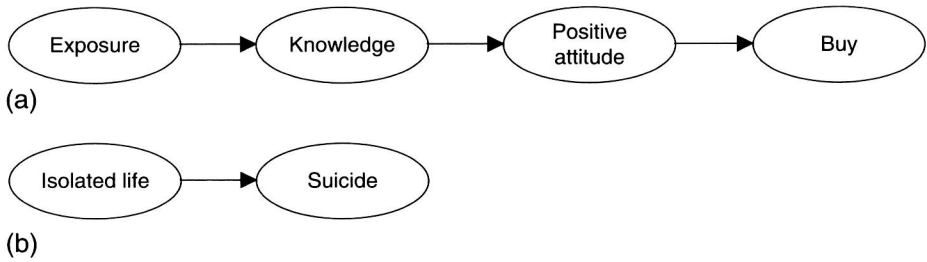 Exposure
Knowledge
Positive
attitude
Buy
(a)
Isolated life
Suicide
(b)